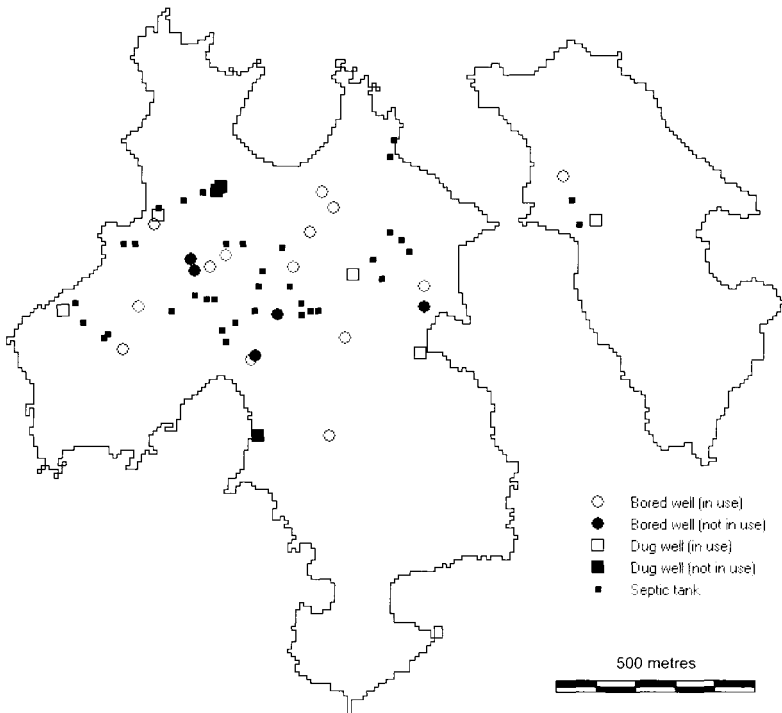 Bored well (in use)
Bored well (not in use)
Dug well (in use)
Dug well (not in use)
Septic tank
500 metres